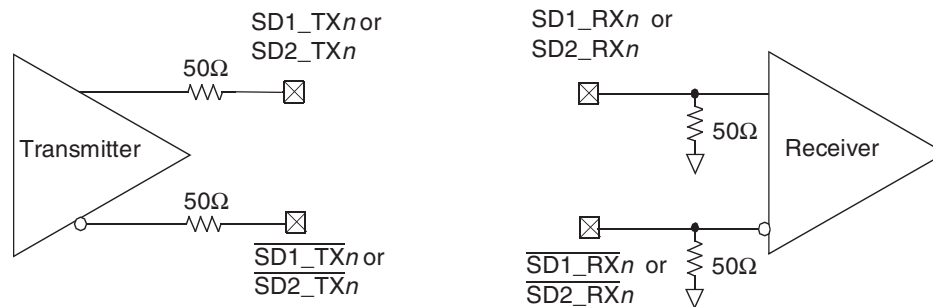 SD1_TXn or
SD2_TXn
50Ω
Transmitter
50Ω
SD1_TXn or
SD2_TXn
SD1_RXn or
SD2_RXn
50Ω
Receiver
SD1_RXn or
SD2_RXn
50Ω